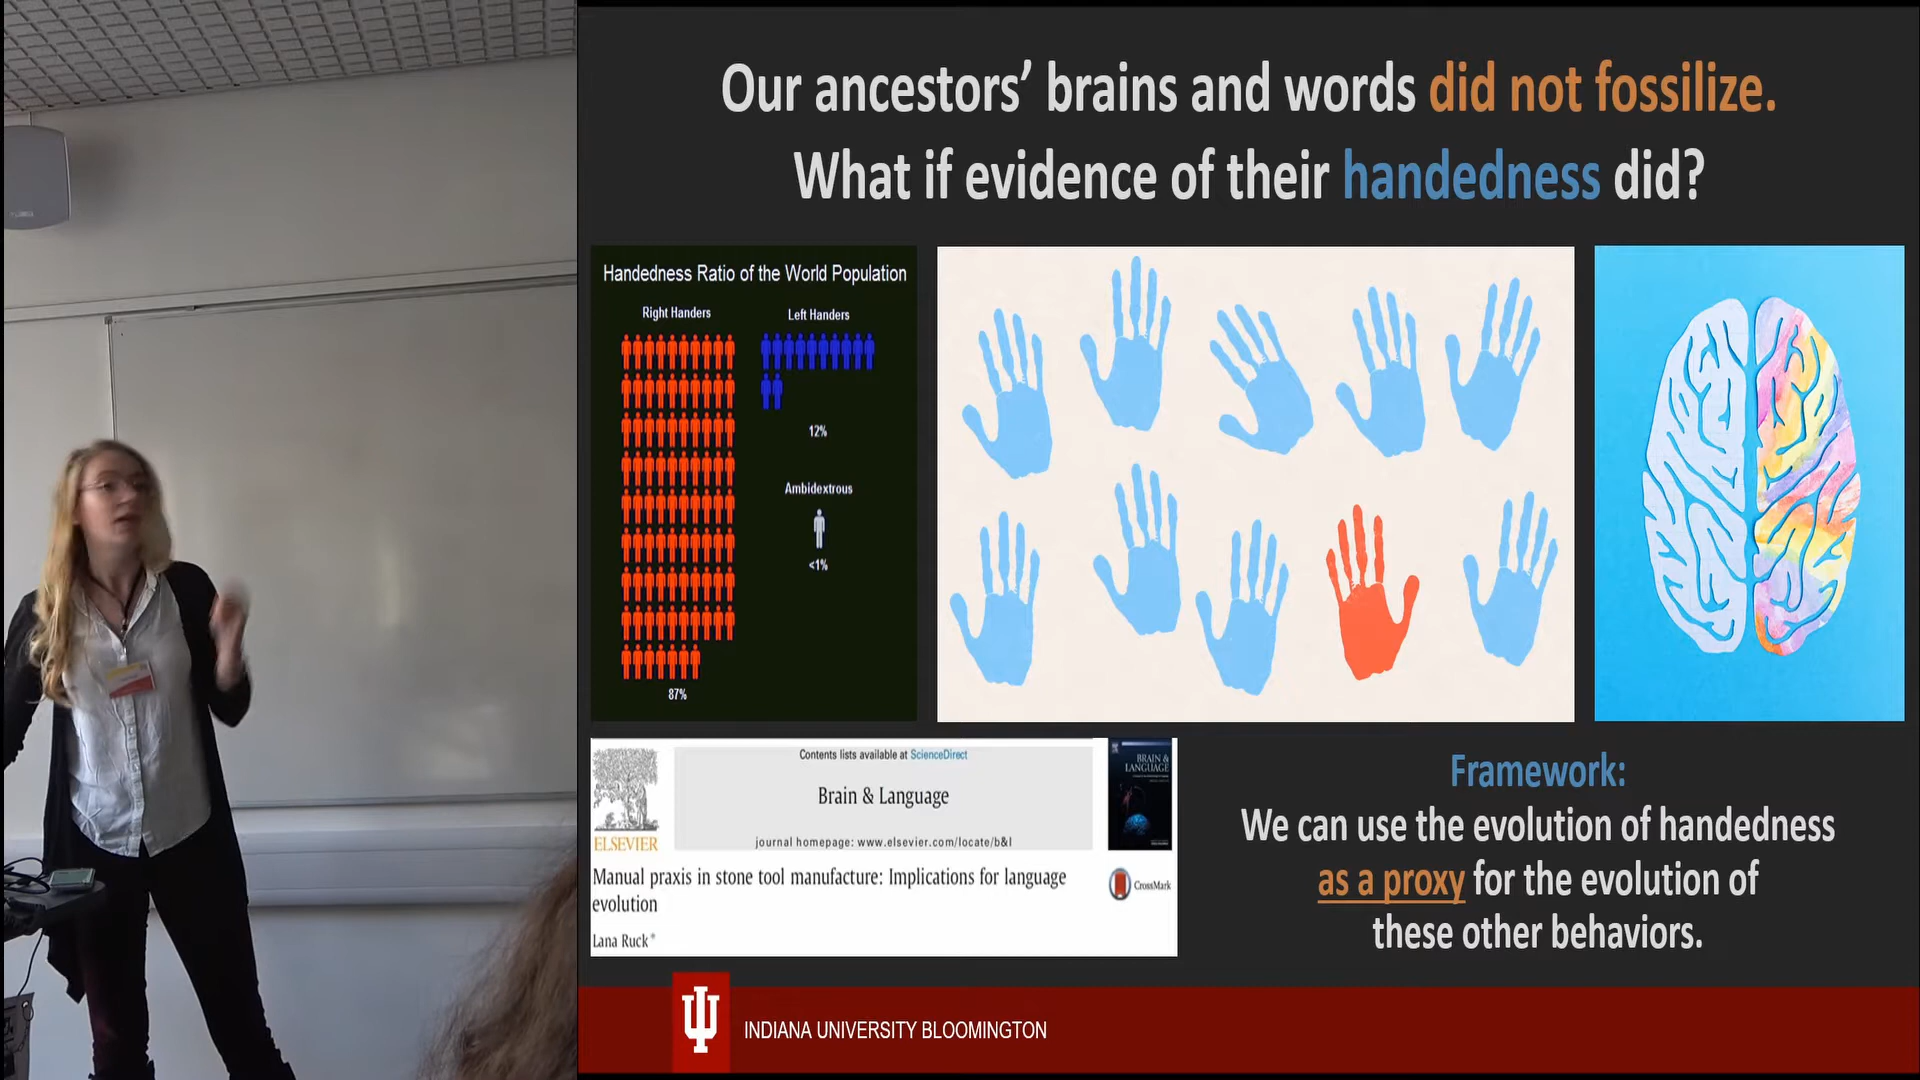 Our ancestors' brains and words did not fossilize.
What if evidence of their handedness did?
Handedness Ratio of the World Population
Right Handers
Left Handers
12%
Ambidextrous
<1%
87%
Contents lists available at ScienceDirect
Brain & Language
journal homepage: www.elsevier.com/locate/b&l
ELSEVIER
BRAIN &
LANGUAGE
Manual praxis in stone tool manufacture: Implications for language
evolution
CrossMark
Lana Ruck*
Framework:
We can use the evolution of handedness
as a proxy for the evolution of
these other behaviors.
INDIANA UNIVERSITY BLOOMINGTON